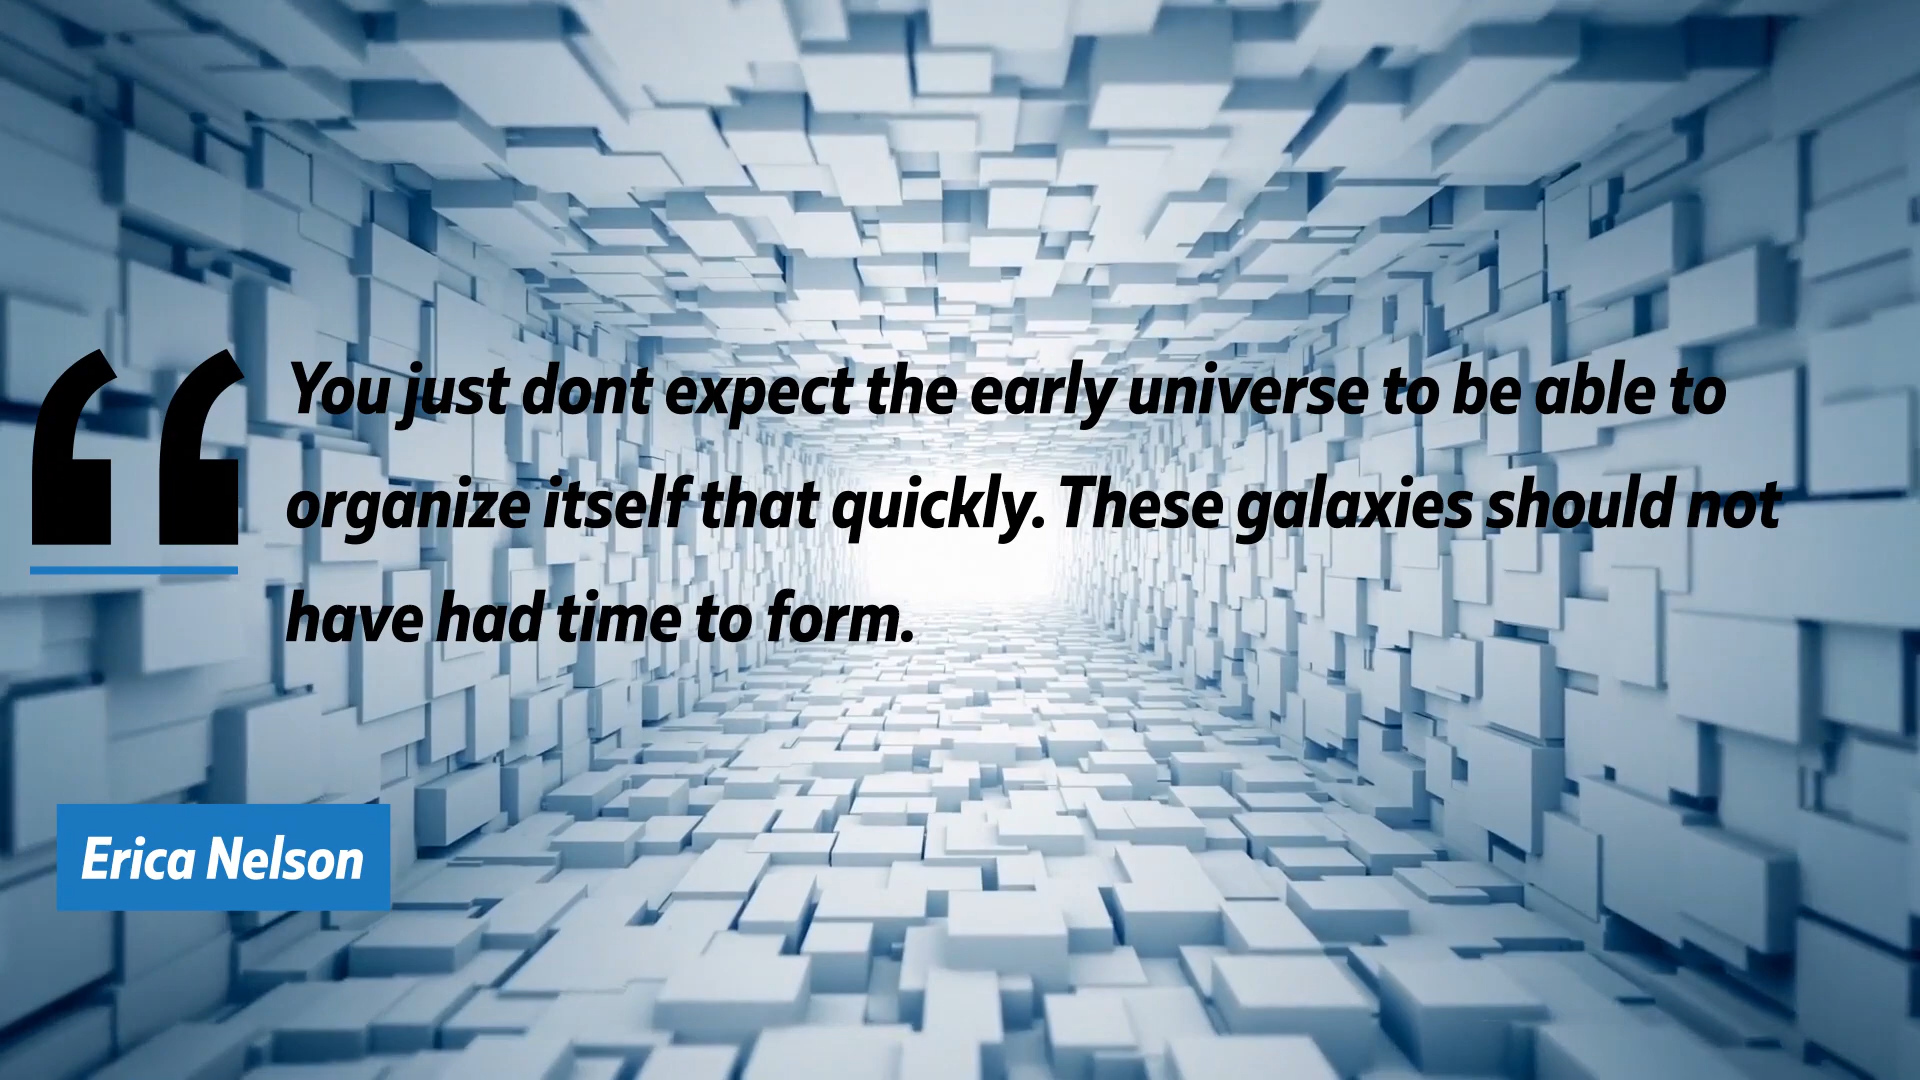 “
You just dont expect the early universe to be able to
organize itself that quickly. These galaxies should not
have had time to form.
Erica Nelson